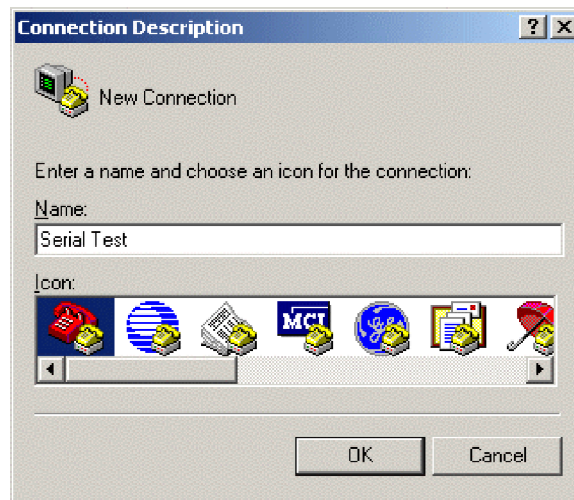 Connection Description
New Connection
Enter a name and choose an icon for the connection:
Name:
Serial Test
Icon:
MCI
OK
Cancel